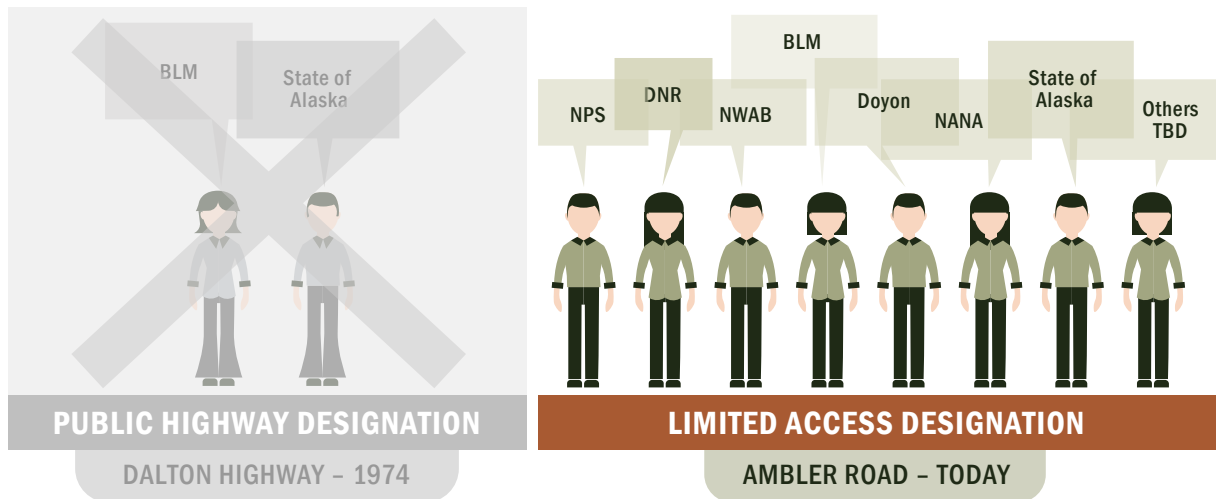 BLM
State of
Alaska
PUBLIC HIGHWAY DESIGNATION
DALTON HIGHWAY – 1974
NPS
DNR
NWAB
BLM
Doyon
NANA
State of
Alaska
Others
TBD
LIMITED ACCESS DESIGNATION
AMBLER ROAD – TODAY